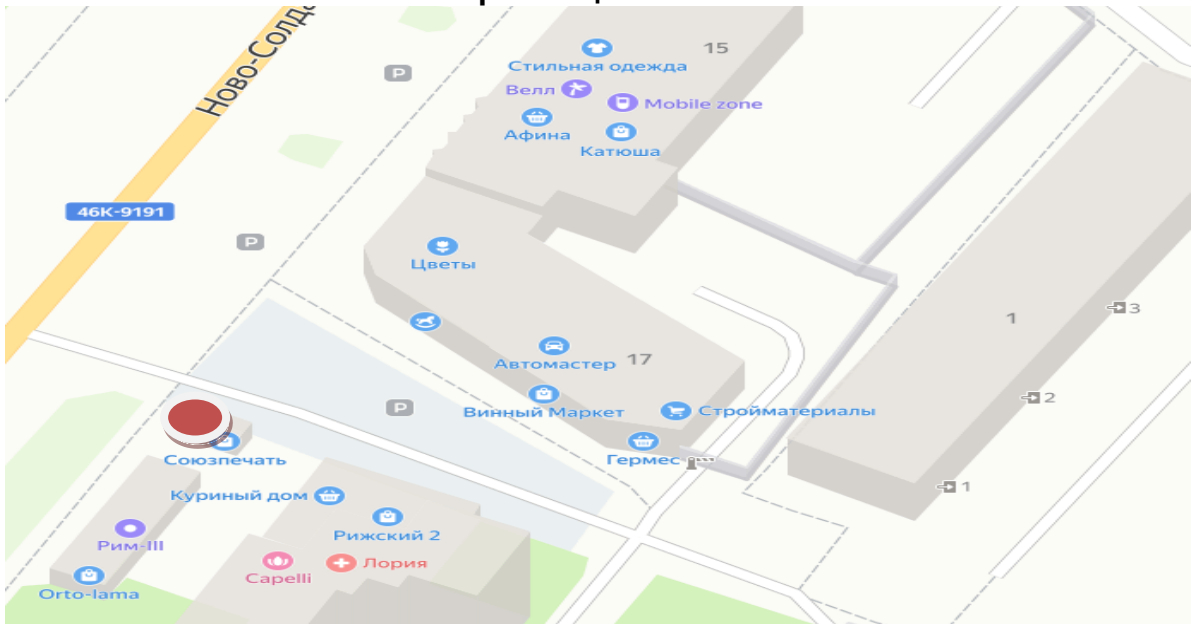 Ново-Солд
15
P
Стильная одежда
Велл
Mobile zone
Афина
Катюша
46К-9191
P
Цветы
3
1
Автомастер
17
2
P
Винный Маркет
Стройматериалы
Союзпечать
Гермес
1
Куриный дом
Рижский 2
Рим-III
Capelli
Лория
Orto-lama